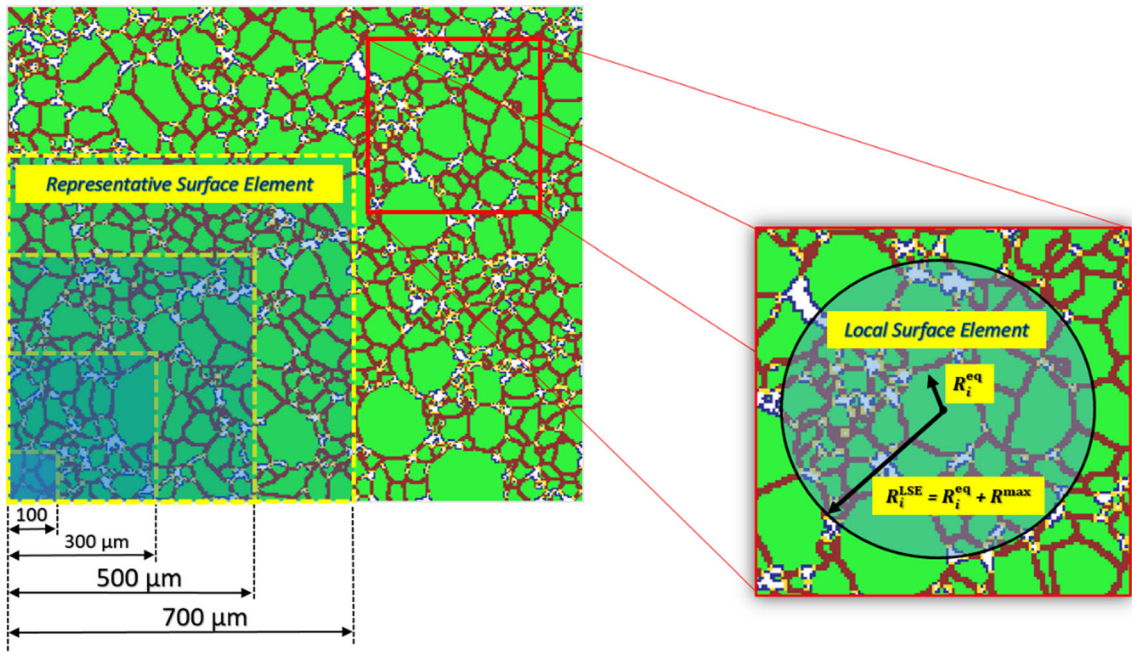 Representative Surface Element
Local Surface Element
R_i^eq
R_i^LSE = R_i^eq + R^max
100
300 μm
500 μm
700 μm